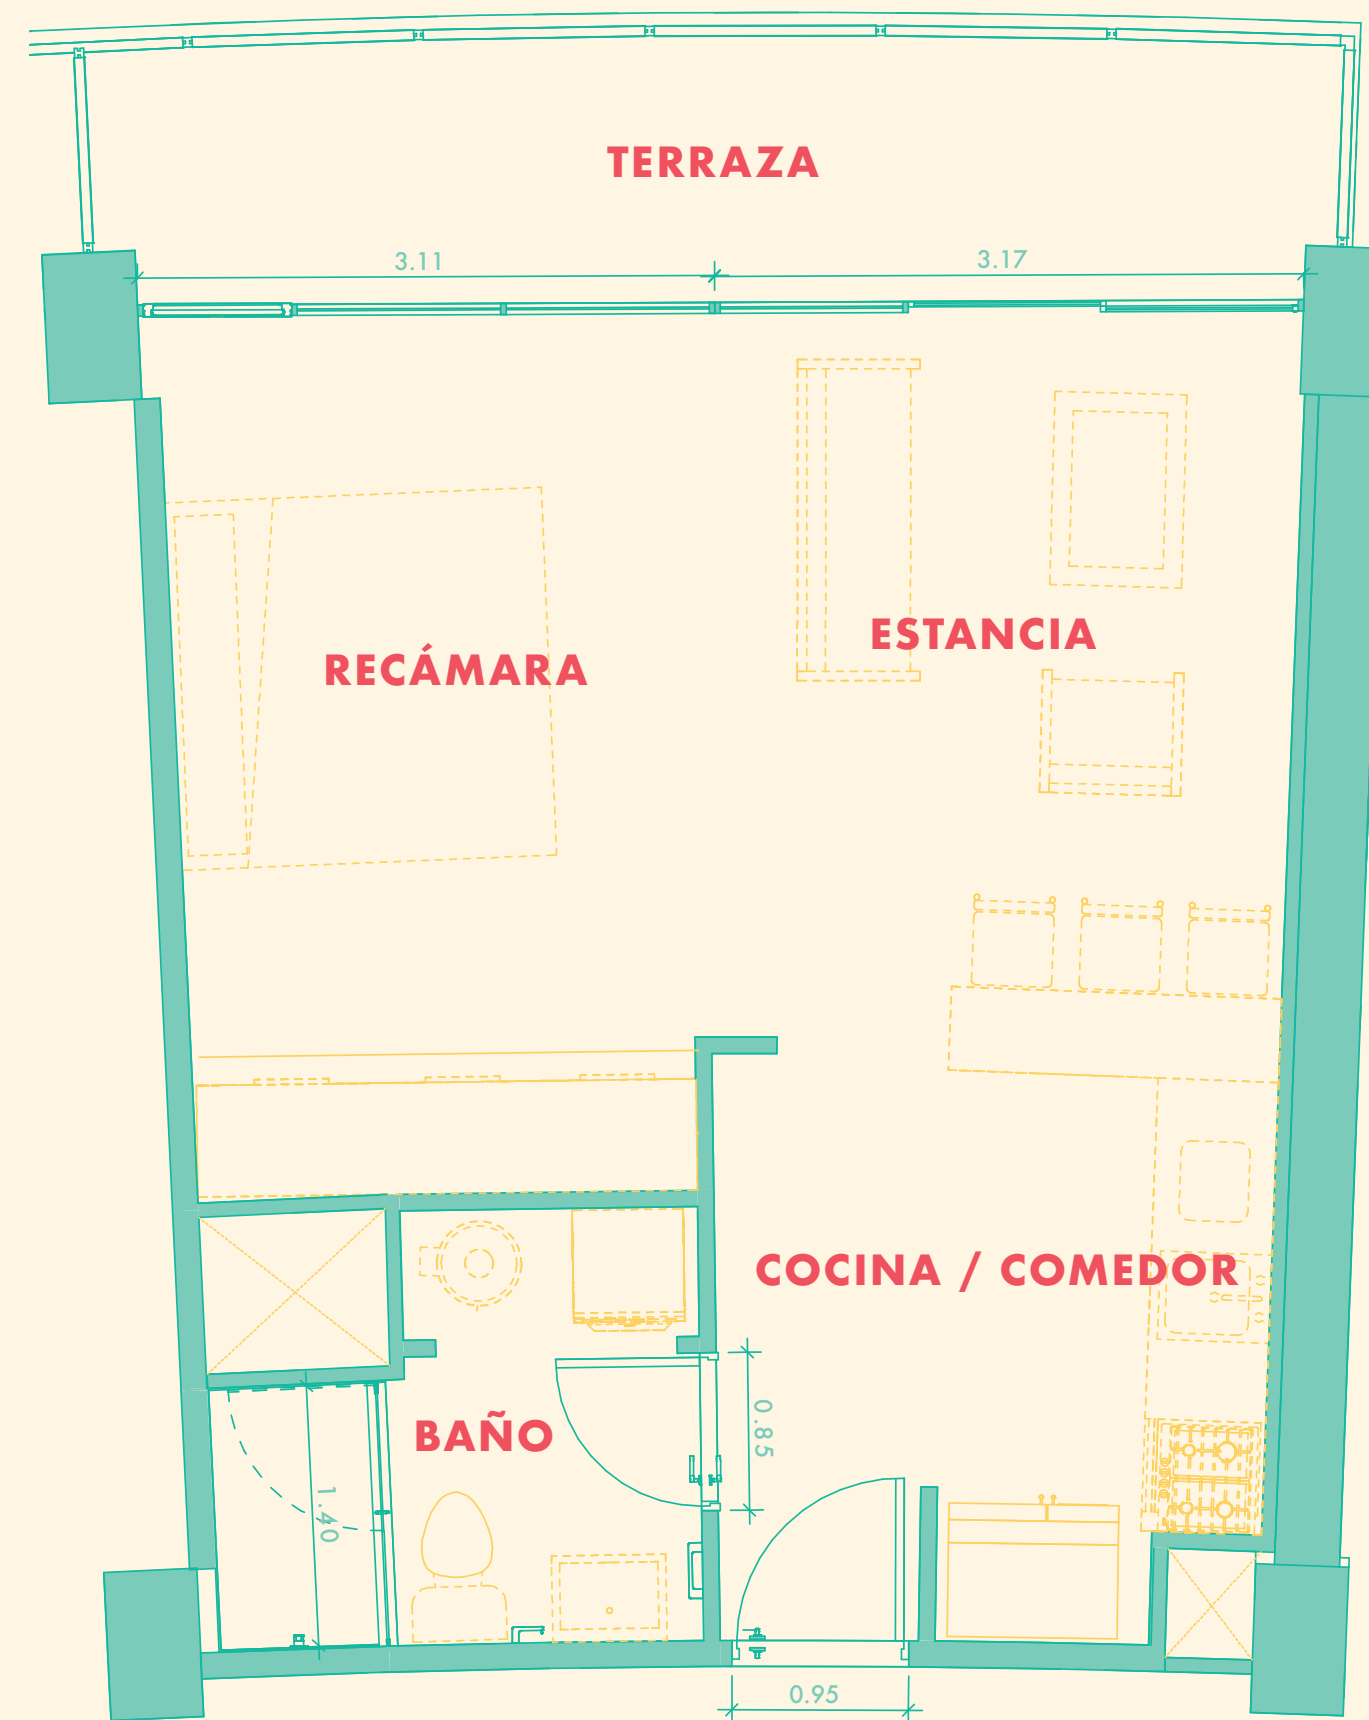 TERRAZA
3.11
3.17
ESTANCIA
RECÁMARA
COCINA / COMEDOR
BAÑO
0.85
1.40
0.95